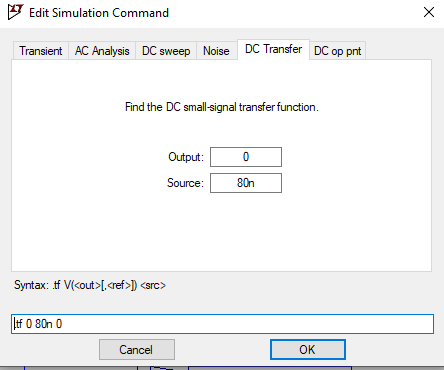 Edit Simulation Command
Transient AC Analysis DC sweep Noise DC Transfer DC op pnt
Find the DC small-signal transfer function.
Output: 0
Source: 80n
Syntax: .tf V(<out>[,<ref>]) <src>
.tf 0 80n 0
Cancel OK